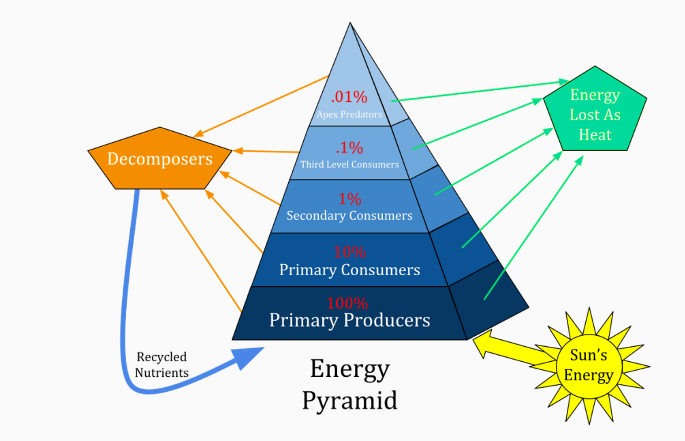 .01%
Apex Predators
Energy
Lost As
Heat
Decomposers
.1%
Third Level Consumers
1%
Secondary Consumers
10%
Primary Consumers
100%
Primary Producers
Recycled
Nutrients
Sun's
Energy
Energy
Pyramid